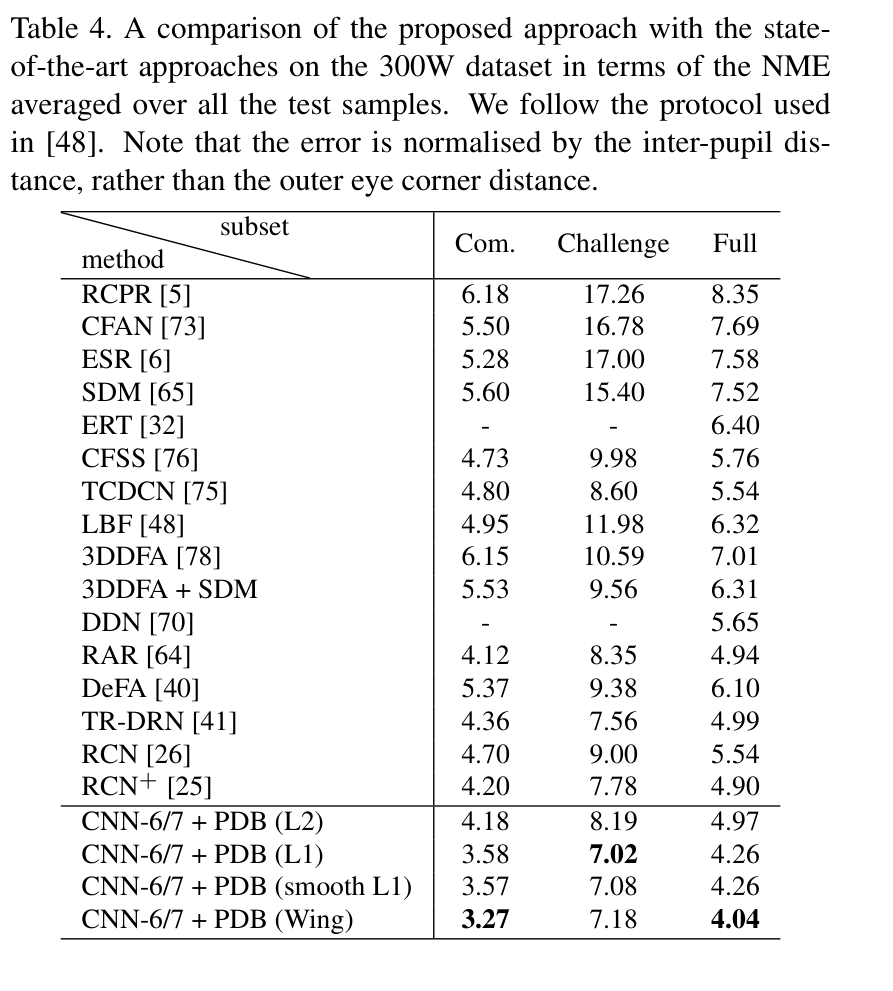 Table 4. A comparison of the proposed approach with the state-
of-the-art approaches on the 300W dataset in terms of the NME
averaged over all the test samples. We follow the protocol used
in [48]. Note that the error is normalised by the inter-pupil dis-
tance, rather than the outer eye corner distance.
subset
method Com. Challenge Full
RCPR [5] 6.18 17.26 8.35
CFAN [73] 5.50 16.78 7.69
ESR [6] 5.28 17.00 7.58
SDM [65] 5.60 15.40 7.52
ERT [32] - - 6.40
CFSS [76] 4.73 9.98 5.76
TCDCN [75] 4.80 8.60 5.54
LBF [48] 4.95 11.98 6.32
3DDFA [78] 6.15 10.59 7.01
3DDFA + SDM 5.53 9.56 6.31
DDN [70] - - 5.65
RAR [64] 4.12 8.35 4.94
DeFA [40] 5.37 9.38 6.10
TR-DRN [41] 4.36 7.56 4.99
RCN [26] 4.70 9.00 5.54
RCN+ [25] 4.20 7.78 4.90
CNN-6/7 + PDB (L2) 4.18 8.19 4.97
CNN-6/7 + PDB (L1) 3.58 7.02 4.26
CNN-6/7 + PDB (smooth L1) 3.57 7.08 4.26
CNN-6/7 + PDB (Wing) 3.27 7.18 4.04